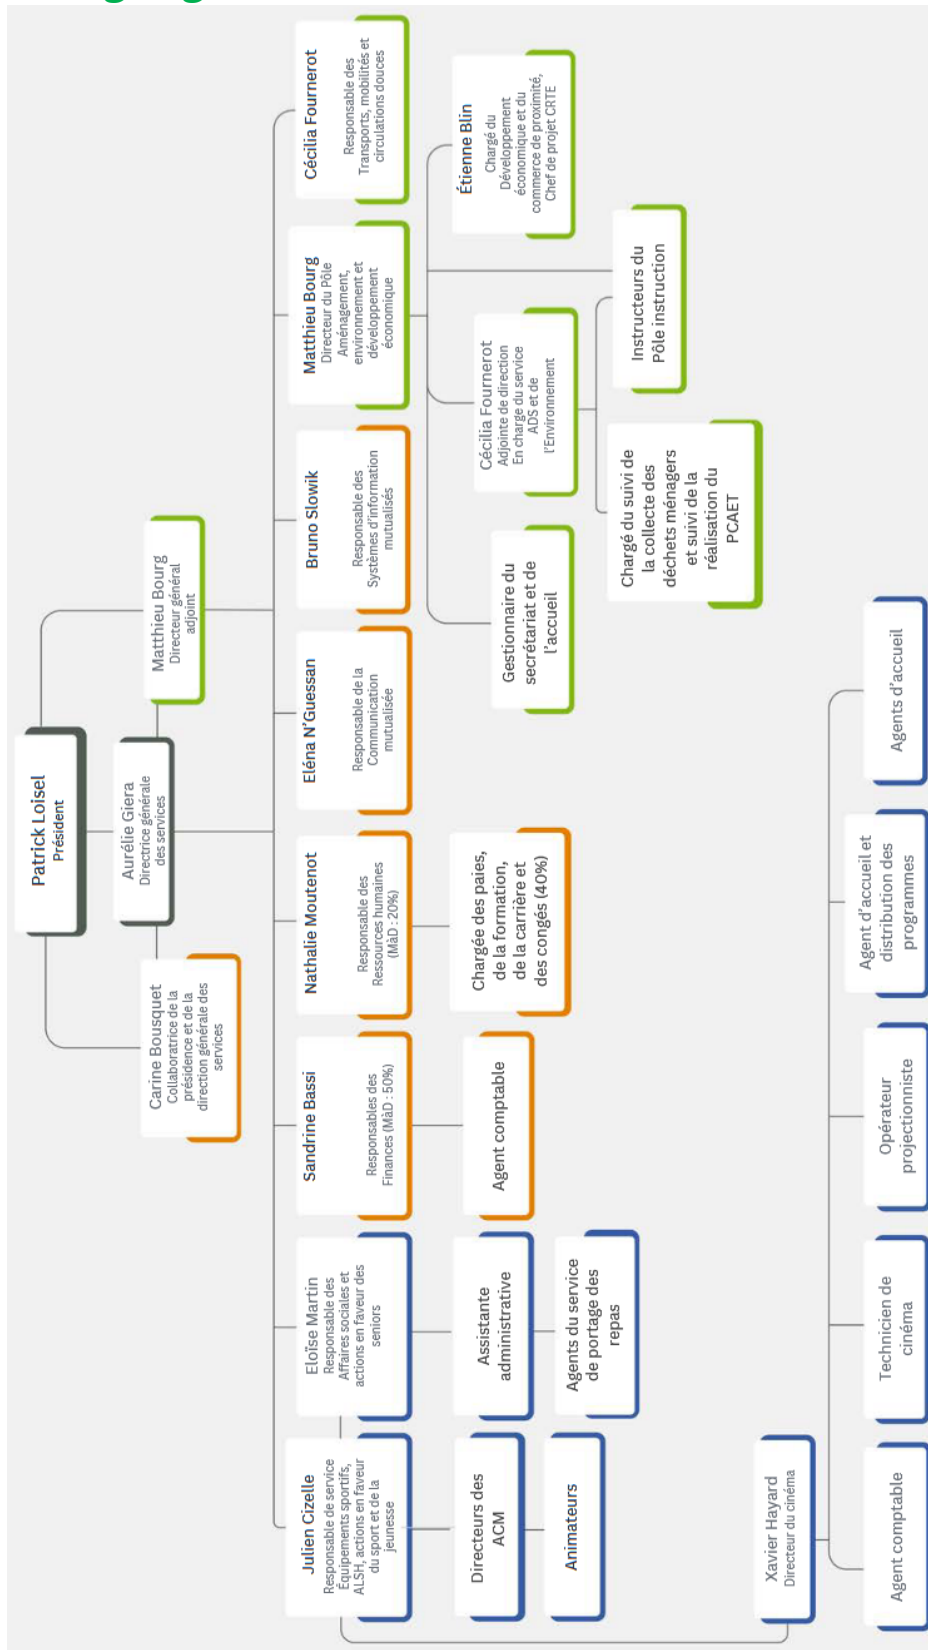 Patrick Loisel
Président
Carine Bousquet
Collaboratrice de la
présidence et de la
direction générale des
services
Aurélie Giera
Directrice générale
des services
Matthieu Bourg
Directeur général
adjoint
Julien Cizelle
Responsable de service
Équipements sportifs,
ALSH, actions en faveur
du sport et de la
jeunesse
Eloïse Martin
Responsable des
Affaires sociales et
actions en faveur des
seniors
Sandrine Bassi
Responsables des
Finances (MàD : 50%)
Nathalie Moutenot
Responsable des
Ressources humaines
(MàD : 20%)
Eléna N'Guessan
Responsable de la
Communication
mutualisée
Bruno Slowik
Responsable des
Systèmes d'information
mutualisés
Matthieu Bourg
Directeur du Pôle
Aménagement,
environnement et
développement
économique
Cécilia Fournerot
Responsable des
Transports, mobilités et
circulations douces
Directeurs des
ACM
Animateurs
Assistante
administrative
Agents du service
de portage des
repas
Agent comptable
Chargée des paies,
de la formation,
de la carrière et
des congés (40%)
Gestionnaire du
secrétariat et de
l'accueil
Cécilia Fournerot
Adjointe de direction
En charge du service
ADS et de
l'Environnement
Étienne Blin
Chargé du
Développement
économique et du
commerce de proximité,
Chef de projet CRTE
Chargé du suivi de
la collecte des
déchets ménagers
et suivi de la
réalisation du
PCAET
Instructeurs du
Pôle instruction
Xavier Hayard
Directeur du cinéma
Agent comptable
Technicien de
cinéma
Opérateur
projectionniste
Agent d'accueil et
distribution des
programmes
Agents d'accueil